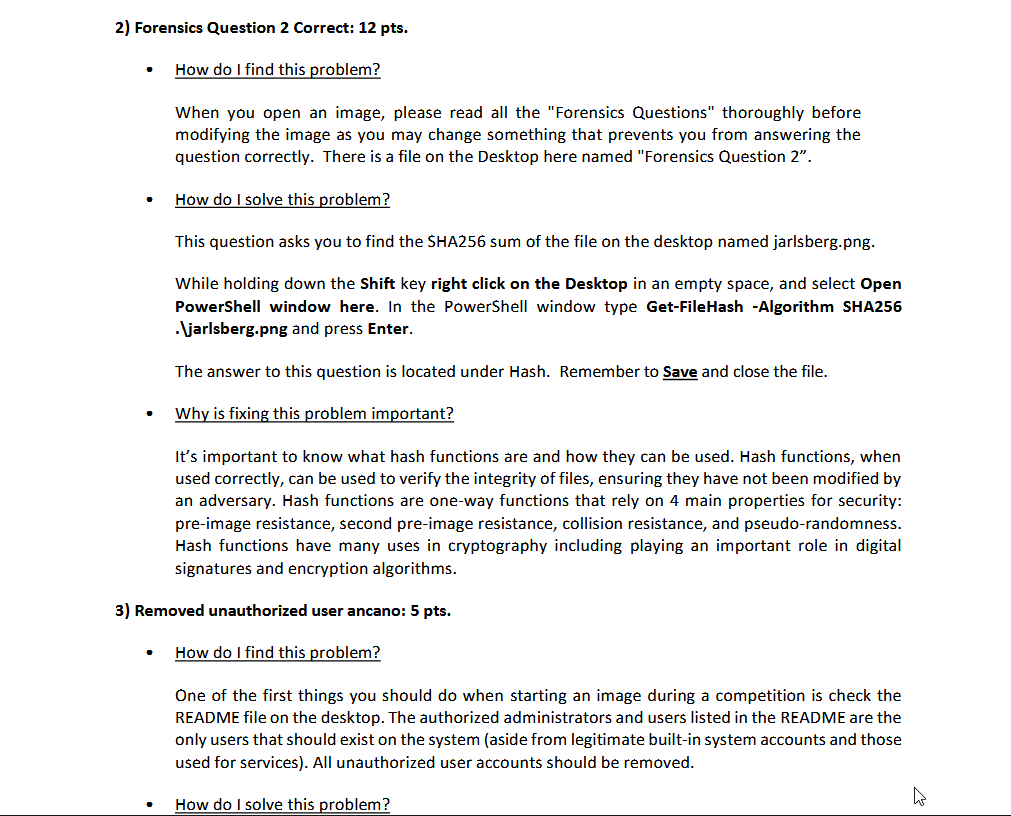 2) Forensics Question 2 Correct: 12 pts.
• How do I find this problem?
When you open an image, please read all the "Forensics Questions" thoroughly before
modifying the image as you may change something that prevents you from answering the
question correctly.  There is a file on the Desktop here named "Forensics Question 2”.
• How do I solve this problem?
This question asks you to find the SHA256 sum of the file on the desktop named jarlsberg.png.
While holding down the Shift key right click on the Desktop in an empty space, and select Open
PowerShell window here. In the PowerShell window type Get-FileHash -Algorithm SHA256
.\jarlsberg.png and press Enter.
The answer to this question is located under Hash.  Remember to Save and close the file.
• Why is fixing this problem important?
It’s important to know what hash functions are and how they can be used. Hash functions, when
used correctly, can be used to verify the integrity of files, ensuring they have not been modified by
an adversary. Hash functions are one-way functions that rely on 4 main properties for security:
pre-image resistance, second pre-image resistance, collision resistance, and pseudo-randomness.
Hash functions have many uses in cryptography including playing an important role in digital
signatures and encryption algorithms.
3) Removed unauthorized user ancano: 5 pts.
• How do I find this problem?
One of the first things you should do when starting an image during a competition is check the
README file on the desktop. The authorized administrators and users listed in the README are the
only users that should exist on the system (aside from legitimate built-in system accounts and those
used for services). All unauthorized user accounts should be removed.
• How do I solve this problem?